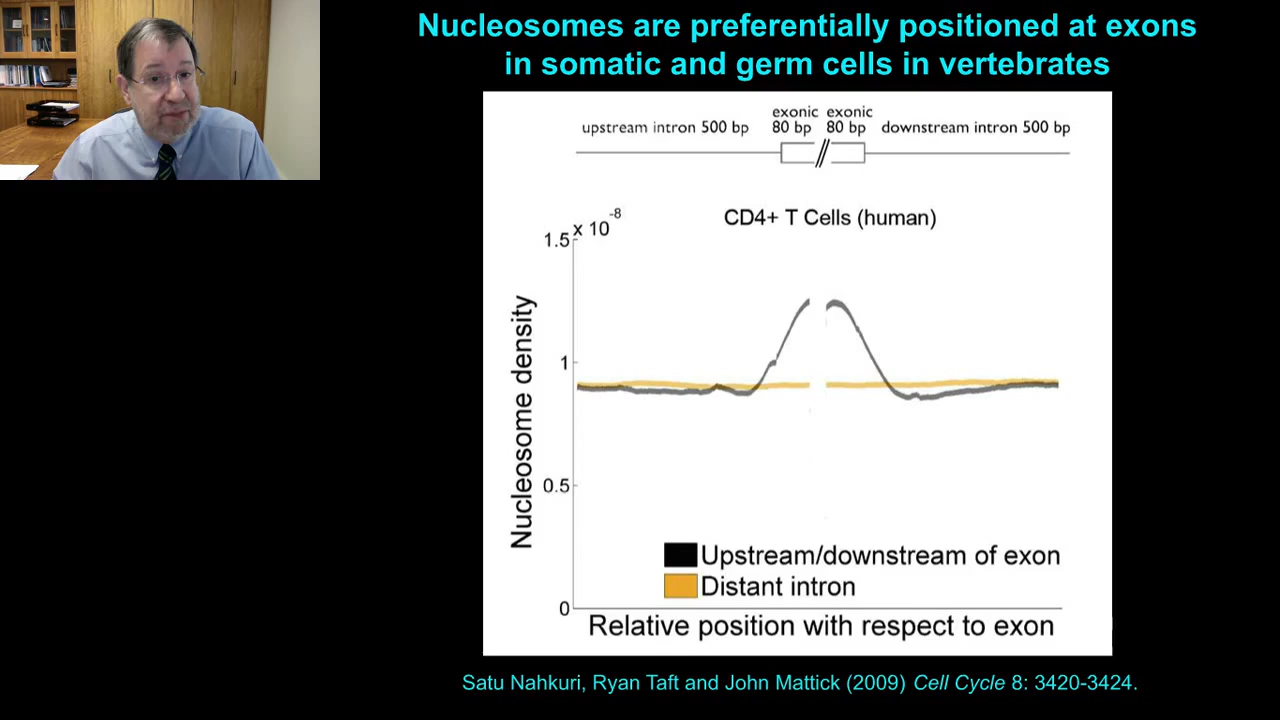 Nucleosomes are preferentially positioned at exons
in somatic and germ cells in vertebrates
exonic exonic
upstream intron 500 bp 80 bp 80 bp downstream intron 500 bp
CD4+ T Cells (human)
x 10-8
1.5
1
0.5
0
Nucleosome density
Upstream/downstream of exon
Distant intron
Relative position with respect to exon
Satu Nahkuri, Ryan Taft and John Mattick (2009) Cell Cycle 8: 3420-3424.